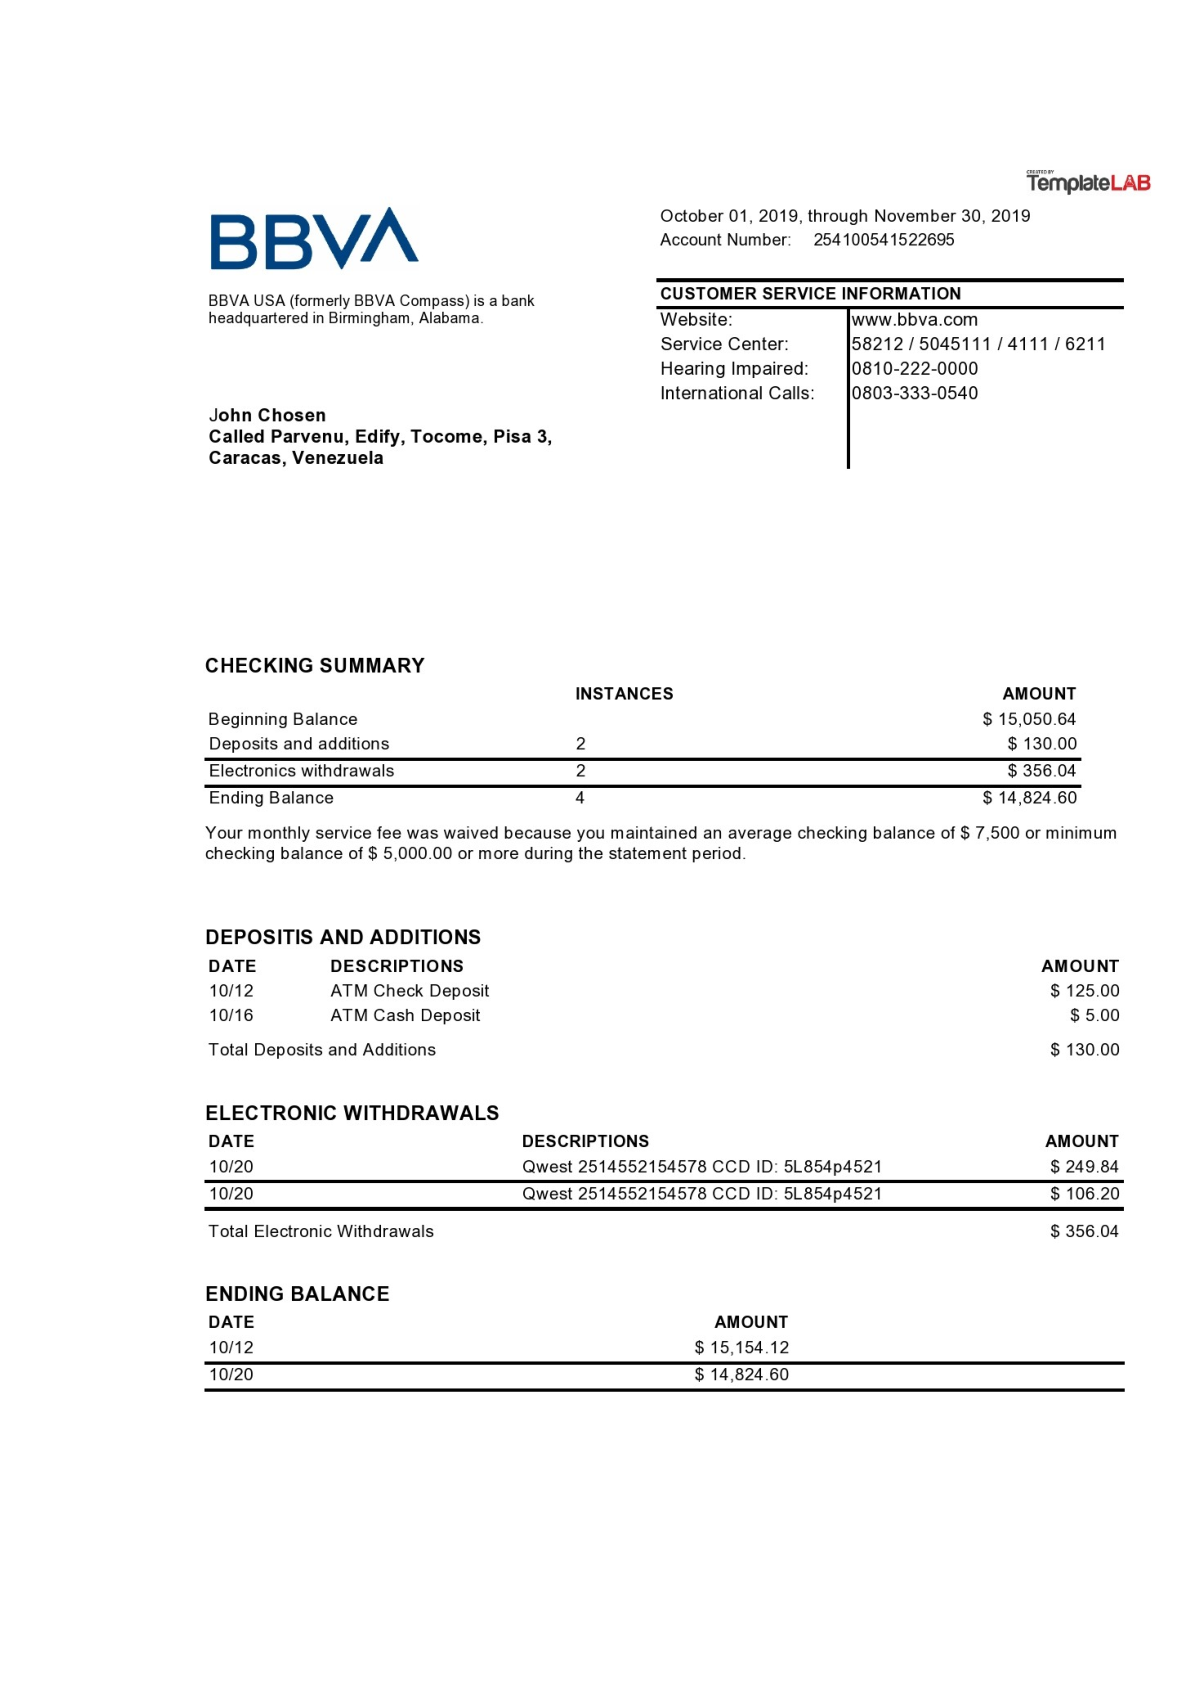 CREATED BY
TemplateLAB
BBVA
October 01, 2019, through November 30, 2019
Account Number: 254100541522695
BBVA USA (formerly BBVA Compass) is a bank
headquartered in Birmingham, Alabama.
CUSTOMER SERVICE INFORMATION
Website: www.bbva.com
Service Center: 58212 / 5045111 / 4111 / 6211
Hearing Impaired: 0810-222-0000
International Calls: 0803-333-0540
John Chosen
Called Parvenu, Edify, Tocome, Pisa 3,
Caracas, Venezuela
CHECKING SUMMARY
INSTANCES AMOUNT
Beginning Balance $ 15,050.64
Deposits and additions 2 $ 130.00
Electronics withdrawals 2 $ 356.04
Ending Balance 4 $ 14,824.60
Your monthly service fee was waived because you maintained an average checking balance of $ 7,500 or minimum
checking balance of $ 5,000.00 or more during the statement period.
DEPOSITIS AND ADDITIONS
DATE DESCRIPTIONS AMOUNT
10/12 ATM Check Deposit $ 125.00
10/16 ATM Cash Deposit $ 5.00
Total Deposits and Additions $ 130.00
ELECTRONIC WITHDRAWALS
DATE DESCRIPTIONS AMOUNT
10/20 Qwest 2514552154578 CCD ID: 5L854p4521 $ 249.84
10/20 Qwest 2514552154578 CCD ID: 5L854p4521 $ 106.20
Total Electronic Withdrawals $ 356.04
ENDING BALANCE
DATE AMOUNT
10/12 $ 15,154.12
10/20 $ 14,824.60